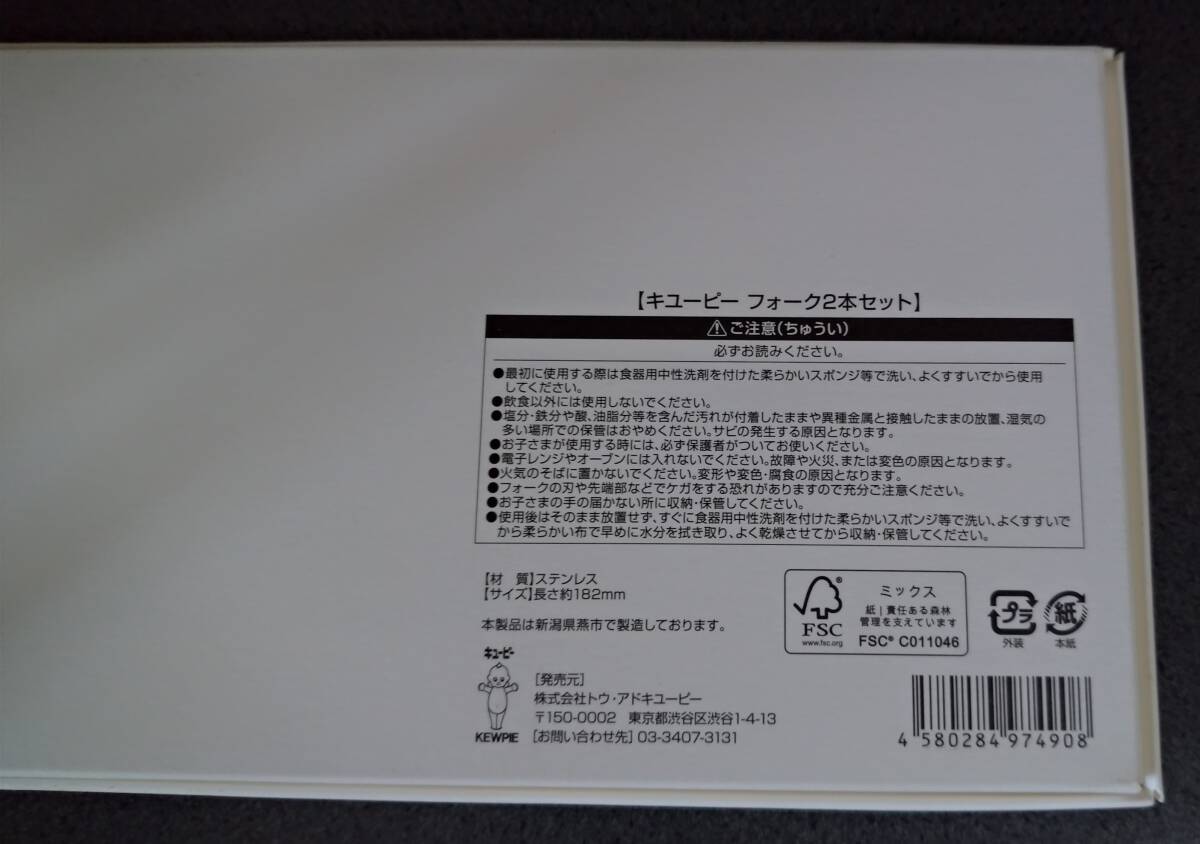 【キユーピー フォーク2本セット】
⚠ご注意(ちゅうい)
必ずお読みください。
●最初に使用する際は食器用中性洗剤を付けた柔らかいスポンジ等で洗い、よくすすいでから使用
してください。
●飲食以外には使用しないでください。
●塩分・鉄分や酸、油脂分等を含んだ汚れが付着したままや異種金属と接触したままの放置、湿気の
多い場所での保管はおやめください。サビの発生する原因となります。
●お子さまが使用する時には、必ず保護者がついてお使いください。
●電子レンジやオーブンには入れないでください。故障や火災、または変色の原因となります。
●火気のそばに置かないでください。変形や変色・腐食の原因となります。
●フォークの刃や先端部などでケガをする恐れがありますので充分ご注意ください。
●お子さまの手の届かない所に収納・保管してください。
●使用後はそのまま放置せず、すぐに食器用中性洗剤を付けた柔らかいスポンジ等で洗い、よくすすいで
から柔らかい布で早めに水分を拭き取り、よく乾燥させてから収納・保管してください。
【材　質】ステンレス
【サイズ】長さ約182mm
本製品は新潟県燕市で製造しております。
FSC
www.fsc.org
ミックス
紙|責任ある森林
管理を支えています
FSC® C011046
プラ
外装
紙
本紙
キユーピー
KEWPIE
[発売元]
株式会社トウ・アドキユーピー
〒150-0002 東京都渋谷区渋谷1-4-13
[お問い合わせ先] 03-3407-3131
4 580284 974908